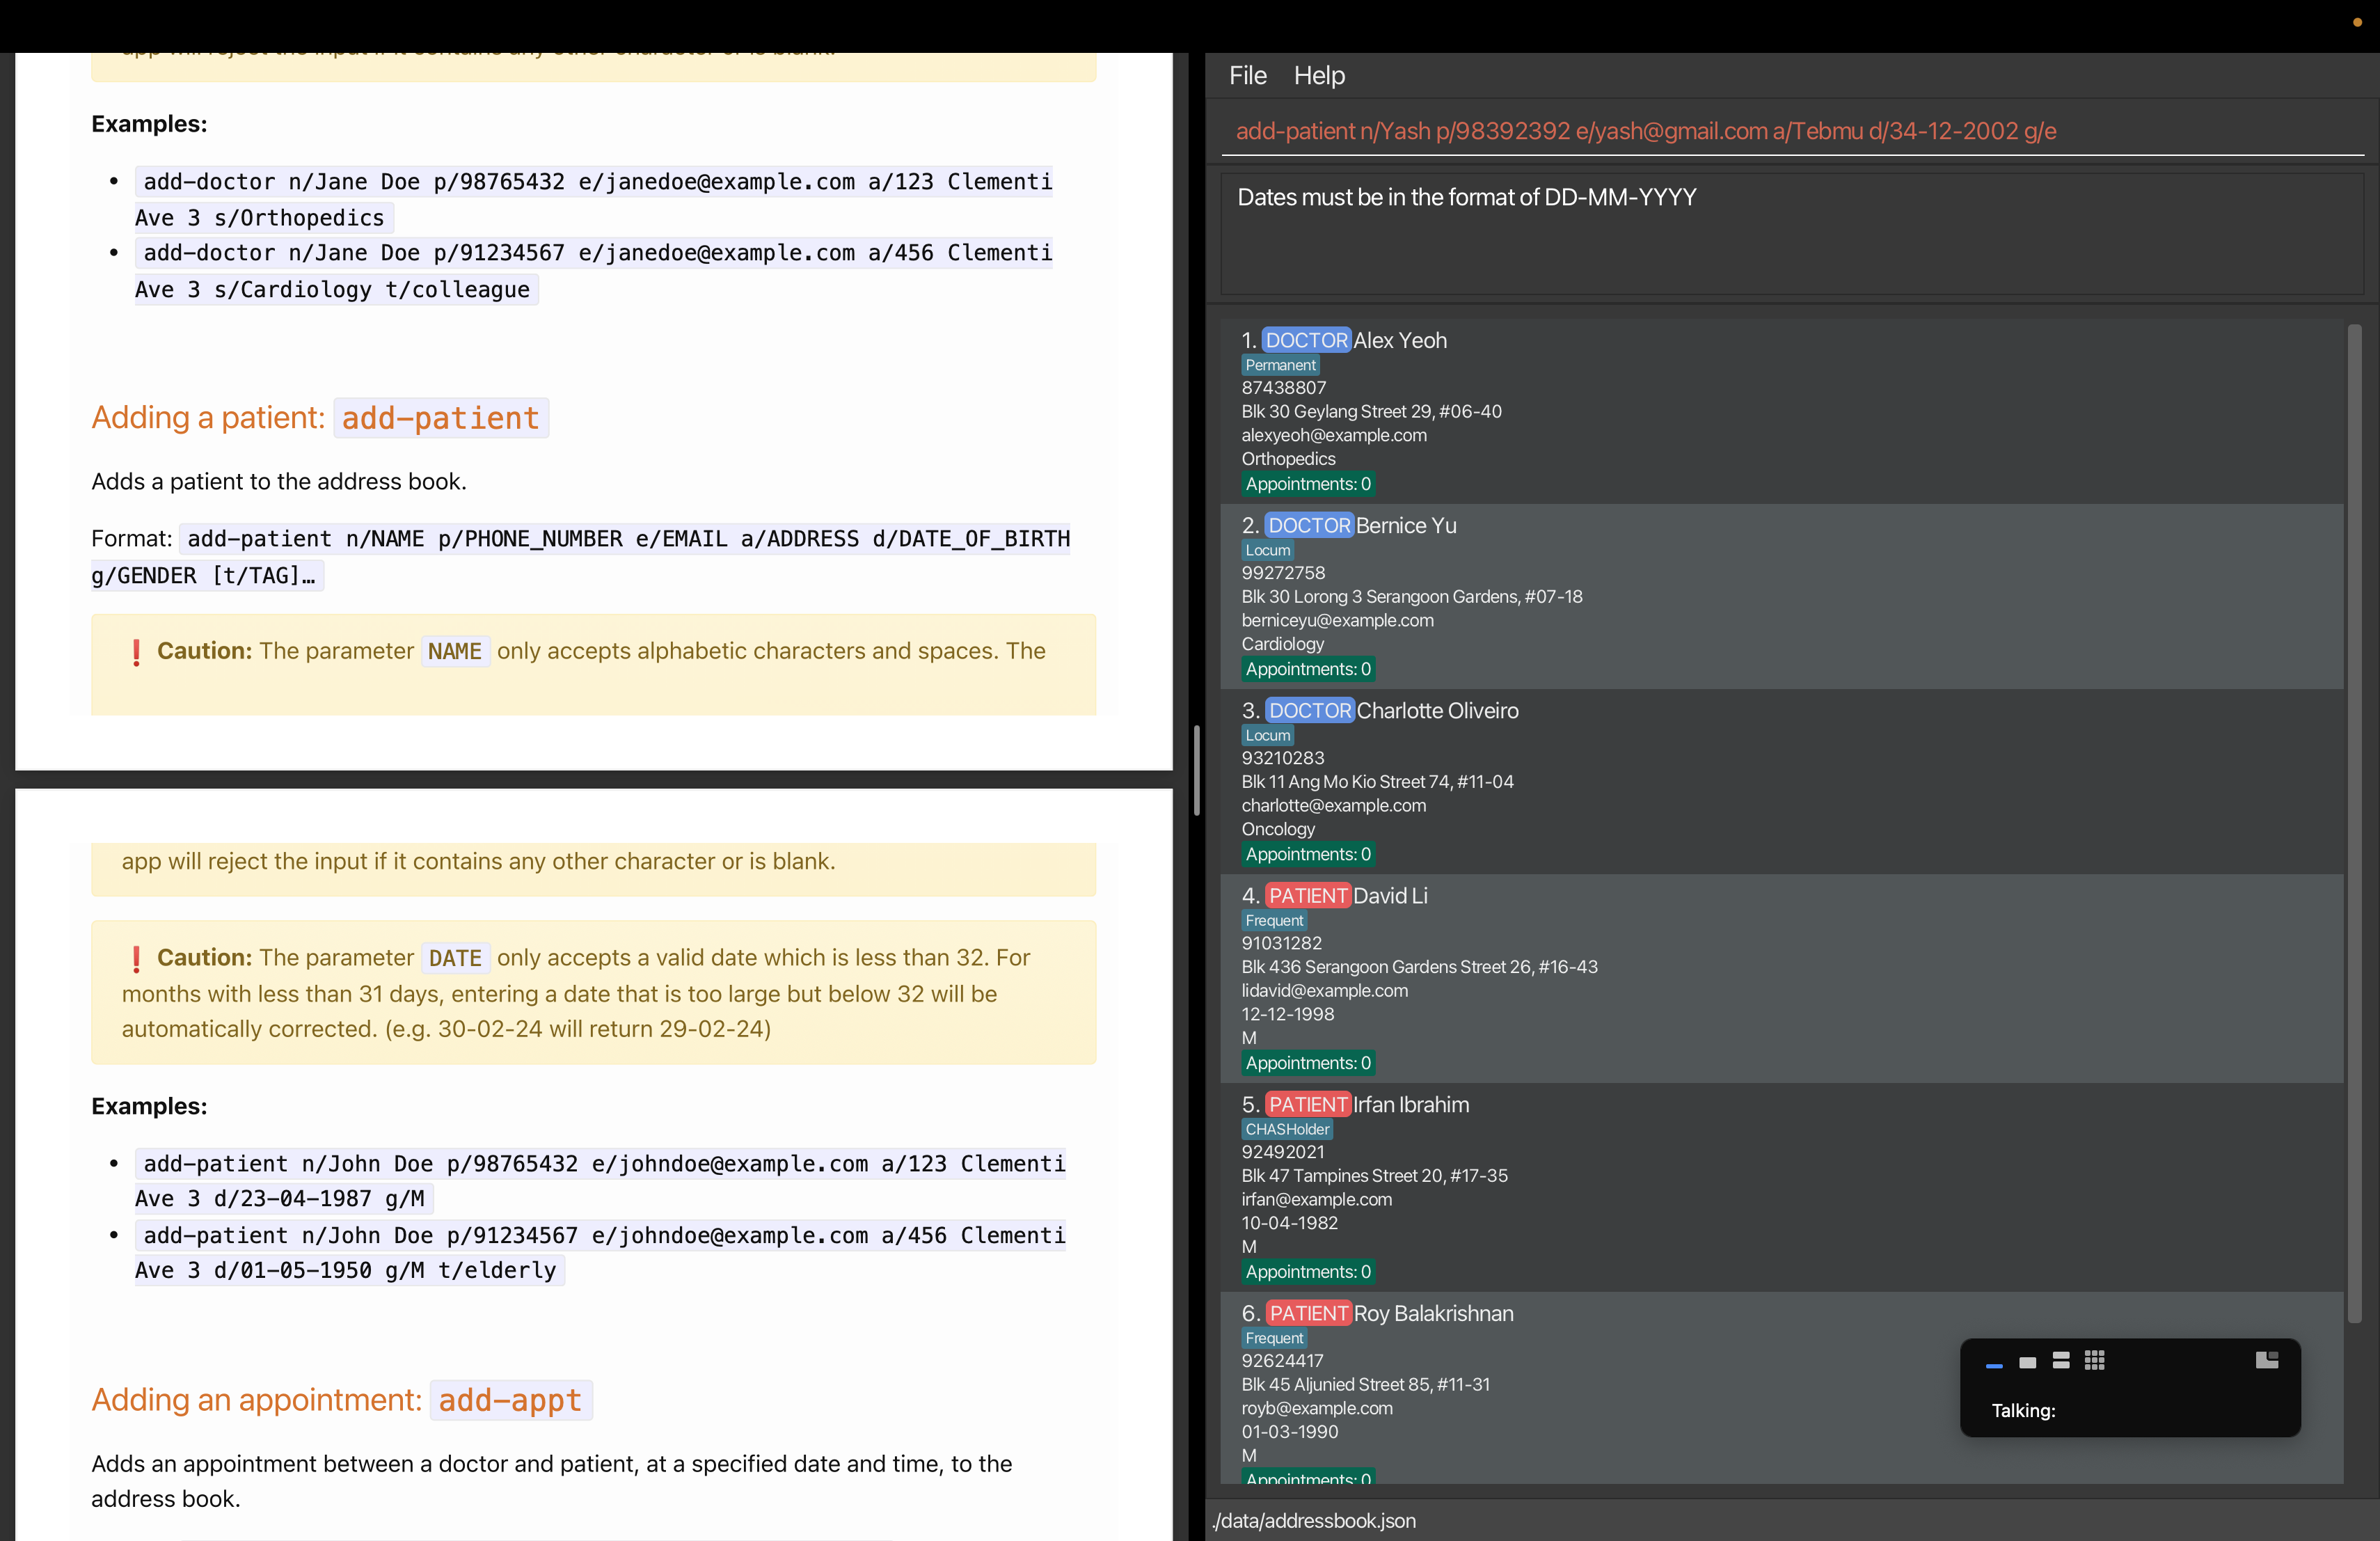 app will reject the input if it contains any other character or is blank.
Examples:
• add-doctor n/Jane Doe p/98765432 e/janedoe@example.com a/123 Clementi
Ave 3 s/Orthopedics
• add-doctor n/Jane Doe p/91234567 e/janedoe@example.com a/456 Clementi
Ave 3 s/Cardiology t/colleague
Adding a patient: add-patient
Adds a patient to the address book.
Format: add-patient n/NAME p/PHONE_NUMBER e/EMAIL a/ADDRESS d/DATE_OF_BIRTH
g/GENDER [t/TAG]…
❗ Caution: The parameter NAME only accepts alphabetic characters and spaces. The
app will reject the input if it contains any other character or is blank.
❗ Caution: The parameter DATE only accepts a valid date which is less than 32. For
months with less than 31 days, entering a date that is too large but below 32 will be
automatically corrected. (e.g. 30-02-24 will return 29-02-24)
Examples:
• add-patient n/John Doe p/98765432 e/johndoe@example.com a/123 Clementi
Ave 3 d/23-04-1987 g/M
• add-patient n/John Doe p/91234567 e/johndoe@example.com a/456 Clementi
Ave 3 d/01-05-1950 g/M t/elderly
Adding an appointment: add-appt
Adds an appointment between a doctor and patient, at a specified date and time, to the
address book.
File Help
add-patient n/Yash p/98392392 e/yash@gmail.com a/Tebmu d/34-12-2002 g/e
Dates must be in the format of DD-MM-YYYY
1. DOCTOR Alex Yeoh
Permanent
87438807
Blk 30 Geylang Street 29, #06-40
alexyeoh@example.com
Orthopedics
Appointments: 0
2. DOCTOR Bernice Yu
Locum
99272758
Blk 30 Lorong 3 Serangoon Gardens, #07-18
berniceyu@example.com
Cardiology
Appointments: 0
3. DOCTOR Charlotte Oliveiro
Locum
93210283
Blk 11 Ang Mo Kio Street 74, #11-04
charlotte@example.com
Oncology
Appointments: 0
4. PATIENT David Li
Frequent
91031282
Blk 436 Serangoon Gardens Street 26, #16-43
lidavid@example.com
12-12-1998
M
Appointments: 0
5. PATIENT Irfan Ibrahim
CHASHolder
92492021
Blk 47 Tampines Street 20, #17-35
irfan@example.com
10-04-1982
M
Appointments: 0
6. PATIENT Roy Balakrishnan
Frequent
92624417
Blk 45 Aljunied Street 85, #11-31
royb@example.com
01-03-1990
M
Appointments: 0
Talking:
./data/addressbook.json